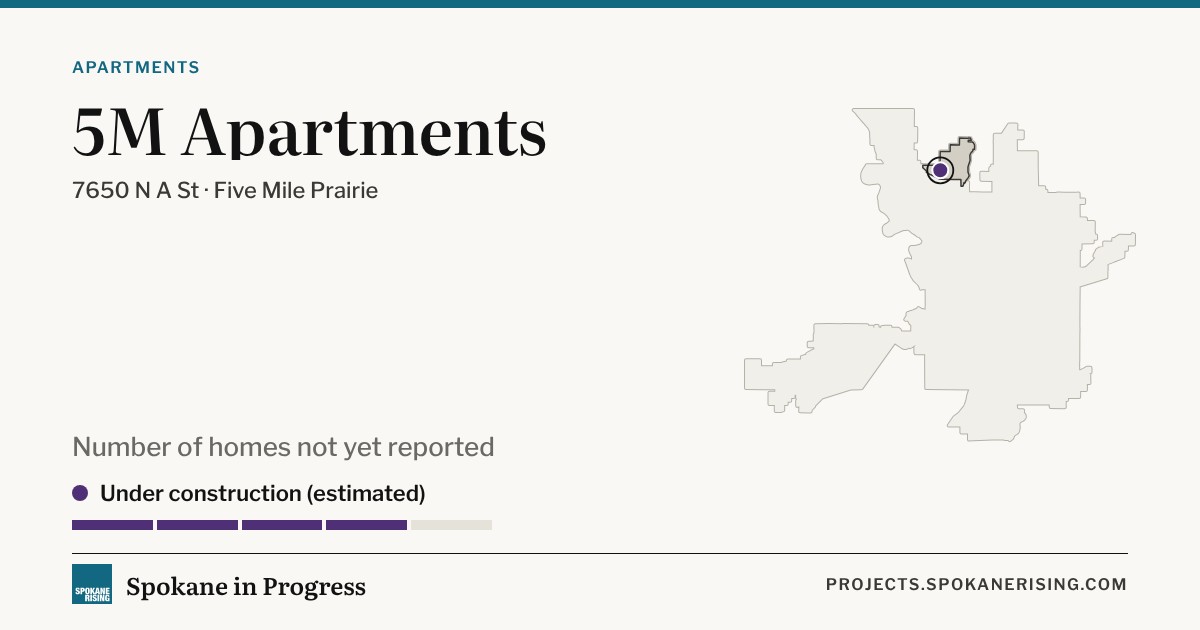 APARTMENTS
5M Apartments
7650 N A St · Five Mile Prairie
Number of homes not yet reported
Under construction (estimated)
SPOKANE
RISING
Spokane in Progress
PROJECTS.SPOKANERISING.COM